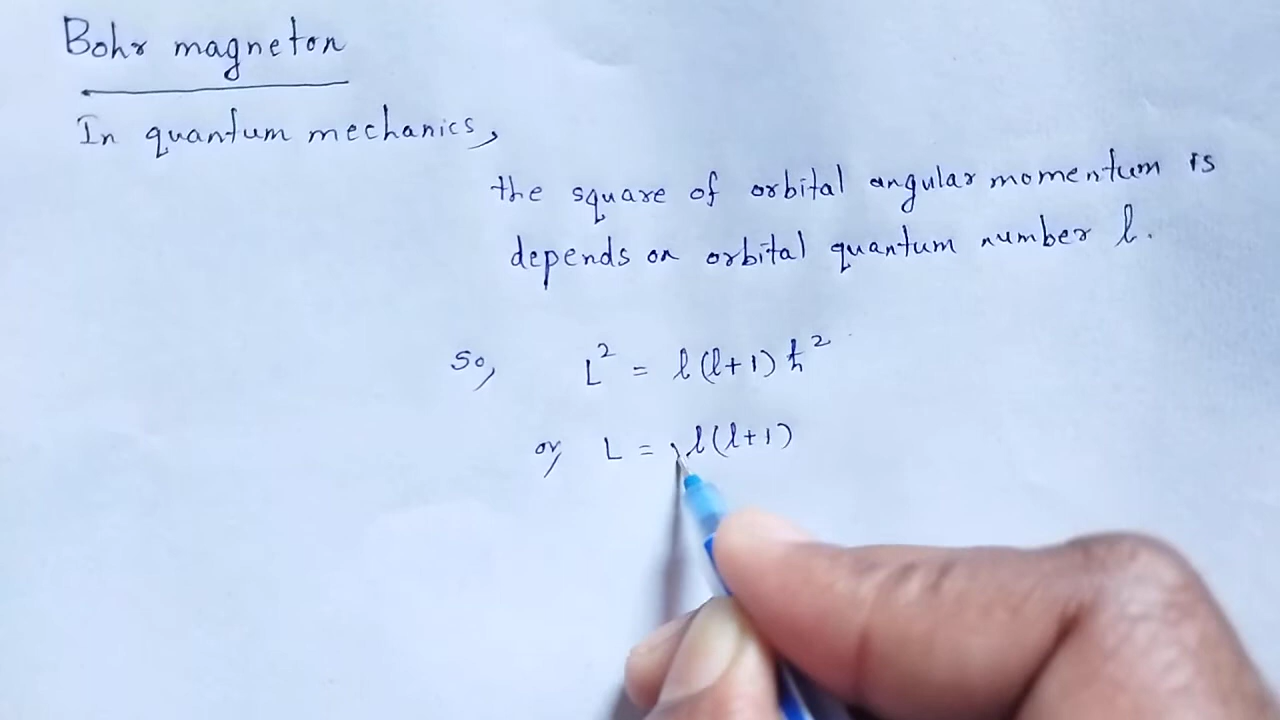 Bohr magneton
In quantum mechanics,
the square of orbital angular momentum is
depends on orbital quantum number l.
So, L² = l(l+1) ħ²
or, L = √l(l+1)